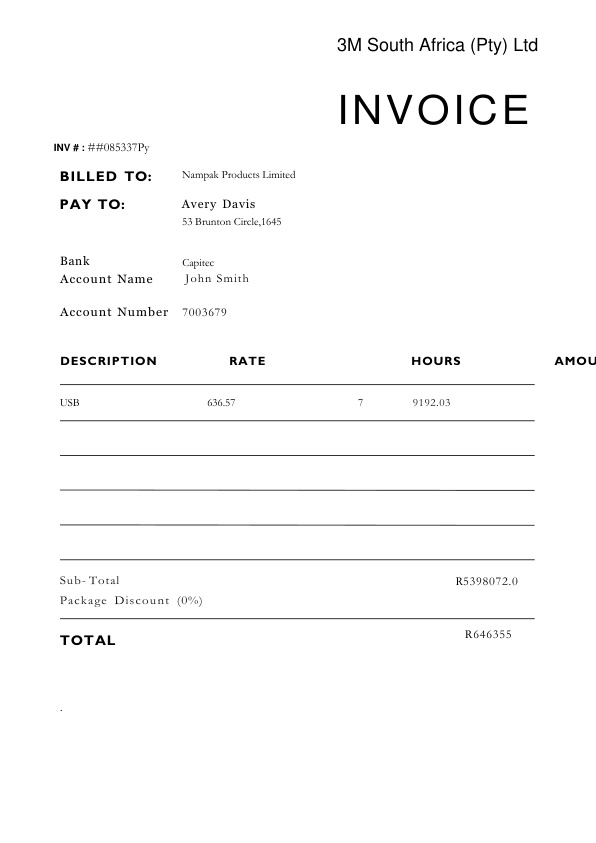 3M South Africa (Pty) Ltd
INVOICE
INV # : ##085337Py
BILLED TO: Nampak Products Limited
PAY TO: Avery Davis
53 Brunton Circle,1645
Bank Capitec
Account Name John Smith
Account Number 7003679
DESCRIPTION RATE HOURS AMOU
USB 636.57 7 9192.03
Sub-Total R5398072.0
Package Discount (0%)
TOTAL R646355
.